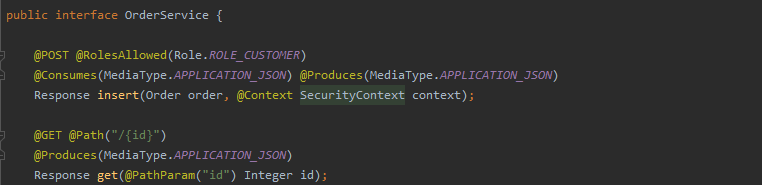 public interface OrderService {
@POST @RolesAllowed(Role.ROLE_CUSTOMER)
@Consumes(MediaType.APPLICATION_JSON) @Produces(MediaType.APPLICATION_JSON)
Response insert(Order order, @Context SecurityContext context);
@GET @Path("/{id}")
@Produces(MediaType.APPLICATION_JSON)
Response get(@PathParam("id") Integer id);